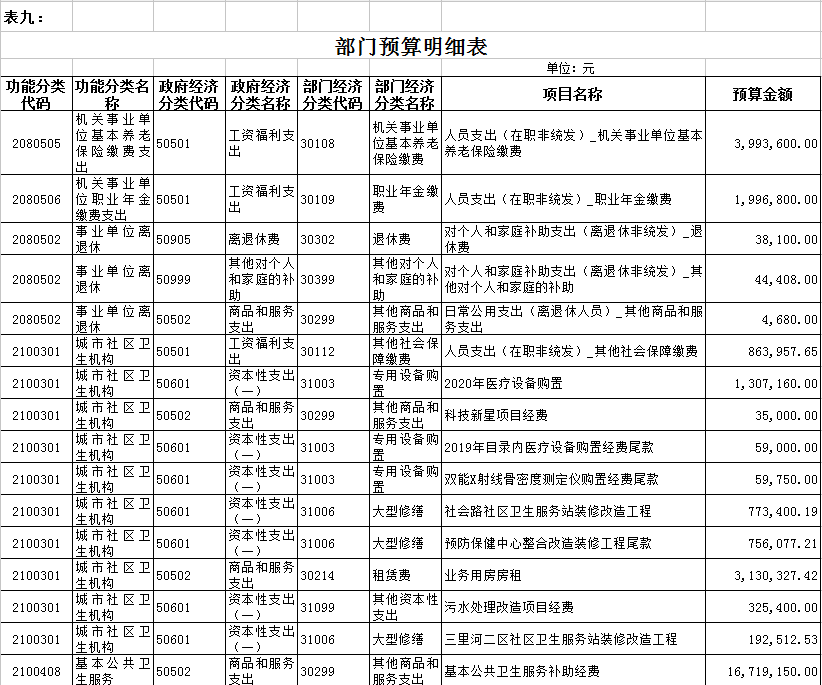 表九：
部门预算明细表
单位：元
功能分类代码 功能分类名称 政府经济分类代码 政府经济分类名称 部门经济分类代码 部门经济分类名称 项目名称 预算金额
2080505 机关事业单位基本养老保险缴费支出 50501 工资福利支出 30108 机关事业单位基本养老保险缴费 人员支出（在职非统发）_机关事业单位基本养老保险缴费 3,993,600.00
2080506 机关事业单位职业年金缴费支出 50501 工资福利支出 30109 职业年金缴费 人员支出（在职非统发）_职业年金缴费 1,996,800.00
2080502 事业单位离退休 50905 离退休费 30302 退休费 对个人和家庭补助支出（离退休非统发）_退休费 38,100.00
2080502 事业单位离退休 50999 其他对个人和家庭的补助 30399 其他对个人和家庭的补助 对个人和家庭补助支出（离退休非统发）_其他对个人和家庭的补助 44,408.00
2080502 事业单位离退休 50502 商品和服务支出 30299 其他商品和服务支出 日常公用支出（离退休人员）_其他商品和服务支出 4,680.00
2100301 城市社区卫生机构 50501 工资福利支出 30112 其他社会保障缴费 人员支出（在职非统发）_其他社会保障缴费 863,957.65
2100301 城市社区卫生机构 50601 资本性支出（一） 31003 专用设备购置 2020年医疗设备购置 1,307,160.00
2100301 城市社区卫生机构 50502 商品和服务支出 30299 其他商品和服务支出 科技新星项目经费 35,000.00
2100301 城市社区卫生机构 50601 资本性支出（一） 31003 专用设备购置 2019年目录内医疗设备购置经费尾款 59,000.00
2100301 城市社区卫生机构 50601 资本性支出（一） 31003 专用设备购置 双能X射线骨密度测定仪购置经费尾款 59,750.00
2100301 城市社区卫生机构 50601 资本性支出（一） 31006 大型修缮 社会路社区卫生服务站装修改造工程 773,400.19
2100301 城市社区卫生机构 50601 资本性支出（一） 31006 大型修缮 预防保健中心整合改造装修工程尾款 756,077.21
2100301 城市社区卫生机构 50502 商品和服务支出 30214 租赁费 业务用房房租 3,130,327.42
2100301 城市社区卫生机构 50601 资本性支出（一） 31099 其他资本性支出 污水处理改造项目经费 325,400.00
2100301 城市社区卫生机构 50601 资本性支出（一） 31006 大型修缮 三里河二区社区卫生服务站装修改造工程 192,512.53
2100408 基本公共卫生服务 50502 商品和服务支出 30299 其他商品和服务支出 基本公共卫生服务补助经费 16,719,150.00